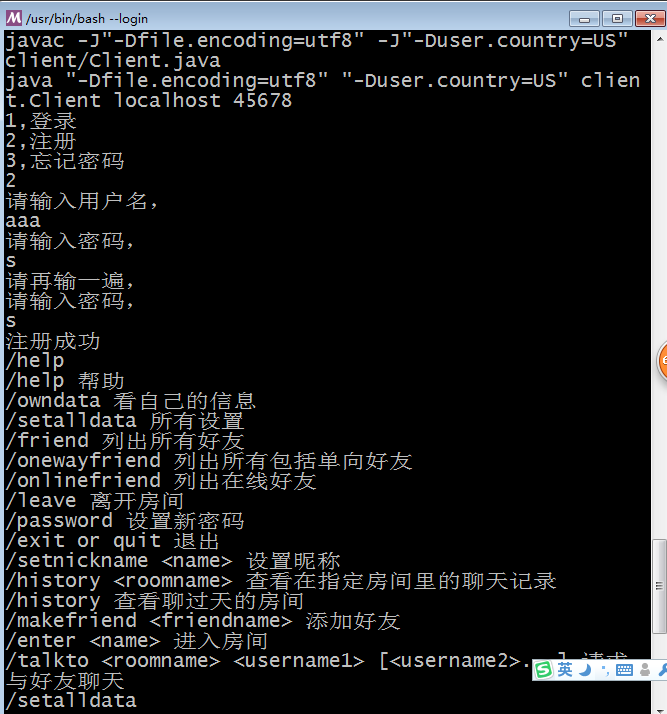 /usr/bin/bash --login
javac -J"-Dfile.encoding=utf8" -J"-Duser.country=US"
client/Client.java
java "-Dfile.encoding=utf8" "-Duser.country=US" clien
t.Client localhost 45678
1,登录
2,注册
3,忘记密码
2
请输入用户名,
aaa
请输入密码,
s
请再输一遍,
请输入密码,
s
注册成功
/help
/help 帮助
/owndata 看自己的信息
/setalldata 所有设置
/friend 列出所有好友
/onewayfriend 列出所有包括单向好友
/onlinefriend 列出在线好友
/leave 离开房间
/password 设置新密码
/exit or quit 退出
/setnickname <name> 设置昵称
/history <roomname> 查看在指定房间里的聊天记录
/history 查看聊过天的房间
/makefriend <friendname> 添加好友
/enter <name> 进入房间
/talkto <roomname> <username1> [<username2>.
与好友聊天
/setalldata
英